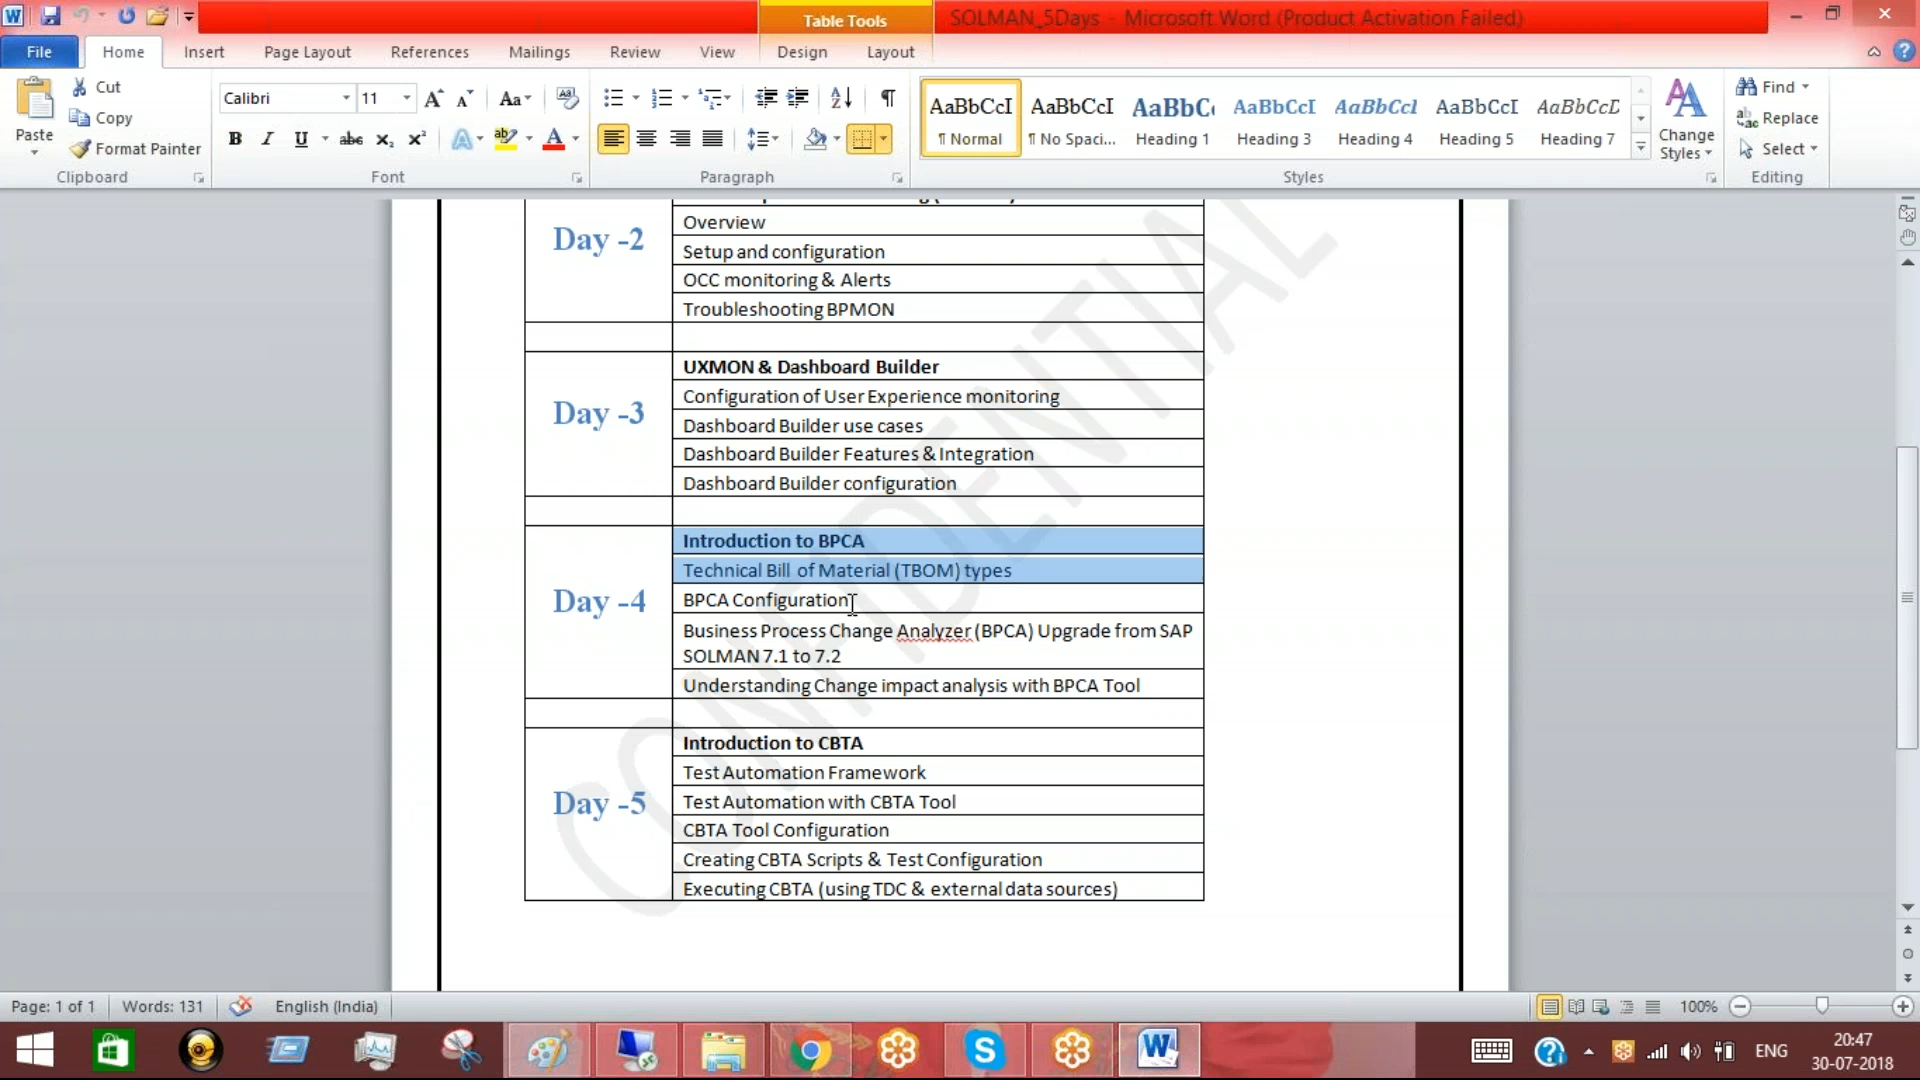 Table Tools
SOLMAN_5Days - Microsoft Word (Product Activation Failed)
File
Home
Insert
Page Layout
References
Mailings
Review
View
Design
Layout
Paste
Cut
Copy
Format Painter
Clipboard
Calibri
11
Font
Paragraph
AaBbCcI
¶ Normal
AaBbCcI
¶ No Spaci...
AaBbC
Heading 1
AaBbCcI
Heading 3
AaBbCcI
Heading 4
AaBbCcI
Heading 5
AaBbCcD
Heading 7
Change
Styles
Styles
Find
Replace
Select
Editing
Day -2
Overview
Setup and configuration
OCC monitoring & Alerts
Troubleshooting BPMON
Day -3
UXMON & Dashboard Builder
Configuration of User Experience monitoring
Dashboard Builder use cases
Dashboard Builder Features & Integration
Dashboard Builder configuration
Day -4
Introduction to BPCA
Technical Bill of Material (TBOM) types
BPCA Configuration
Business Process Change Analyzer (BPCA) Upgrade from SAP
SOLMAN 7.1 to 7.2
Understanding Change impact analysis with BPCA Tool
Day -5
Introduction to CBTA
Test Automation Framework
Test Automation with CBTA Tool
CBTA Tool Configuration
Creating CBTA Scripts & Test Configuration
Executing CBTA (using TDC & external data sources)
CONFIDENTIAL
Page: 1 of 1
Words: 131
English (India)
100%
ENG
20:47
30-07-2018